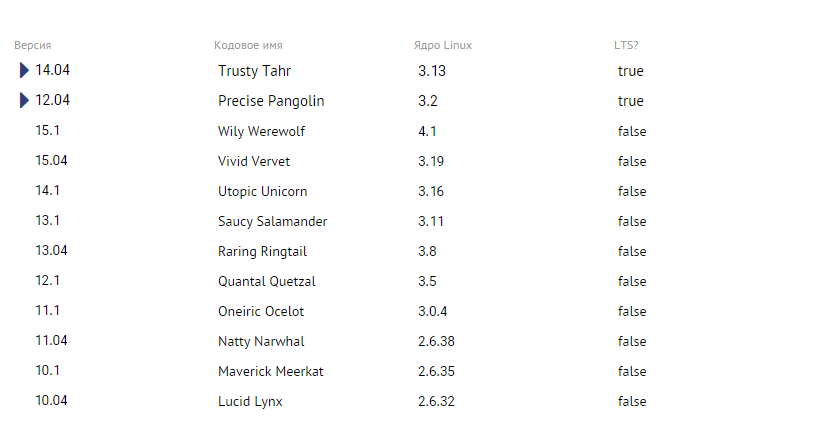 Версия Кодовое имя Ядро Linux LTS?
14.04 Trusty Tahr 3.13 true
12.04 Precise Pangolin 3.2 true
15.1 Wily Werewolf 4.1 false
15.04 Vivid Vervet 3.19 false
14.1 Utopic Unicorn 3.16 false
13.1 Saucy Salamander 3.11 false
13.04 Raring Ringtail 3.8 false
12.1 Quantal Quetzal 3.5 false
11.1 Oneiric Ocelot 3.0.4 false
11.04 Natty Narwhal 2.6.38 false
10.1 Maverick Meerkat 2.6.35 false
10.04 Lucid Lynx 2.6.32 false